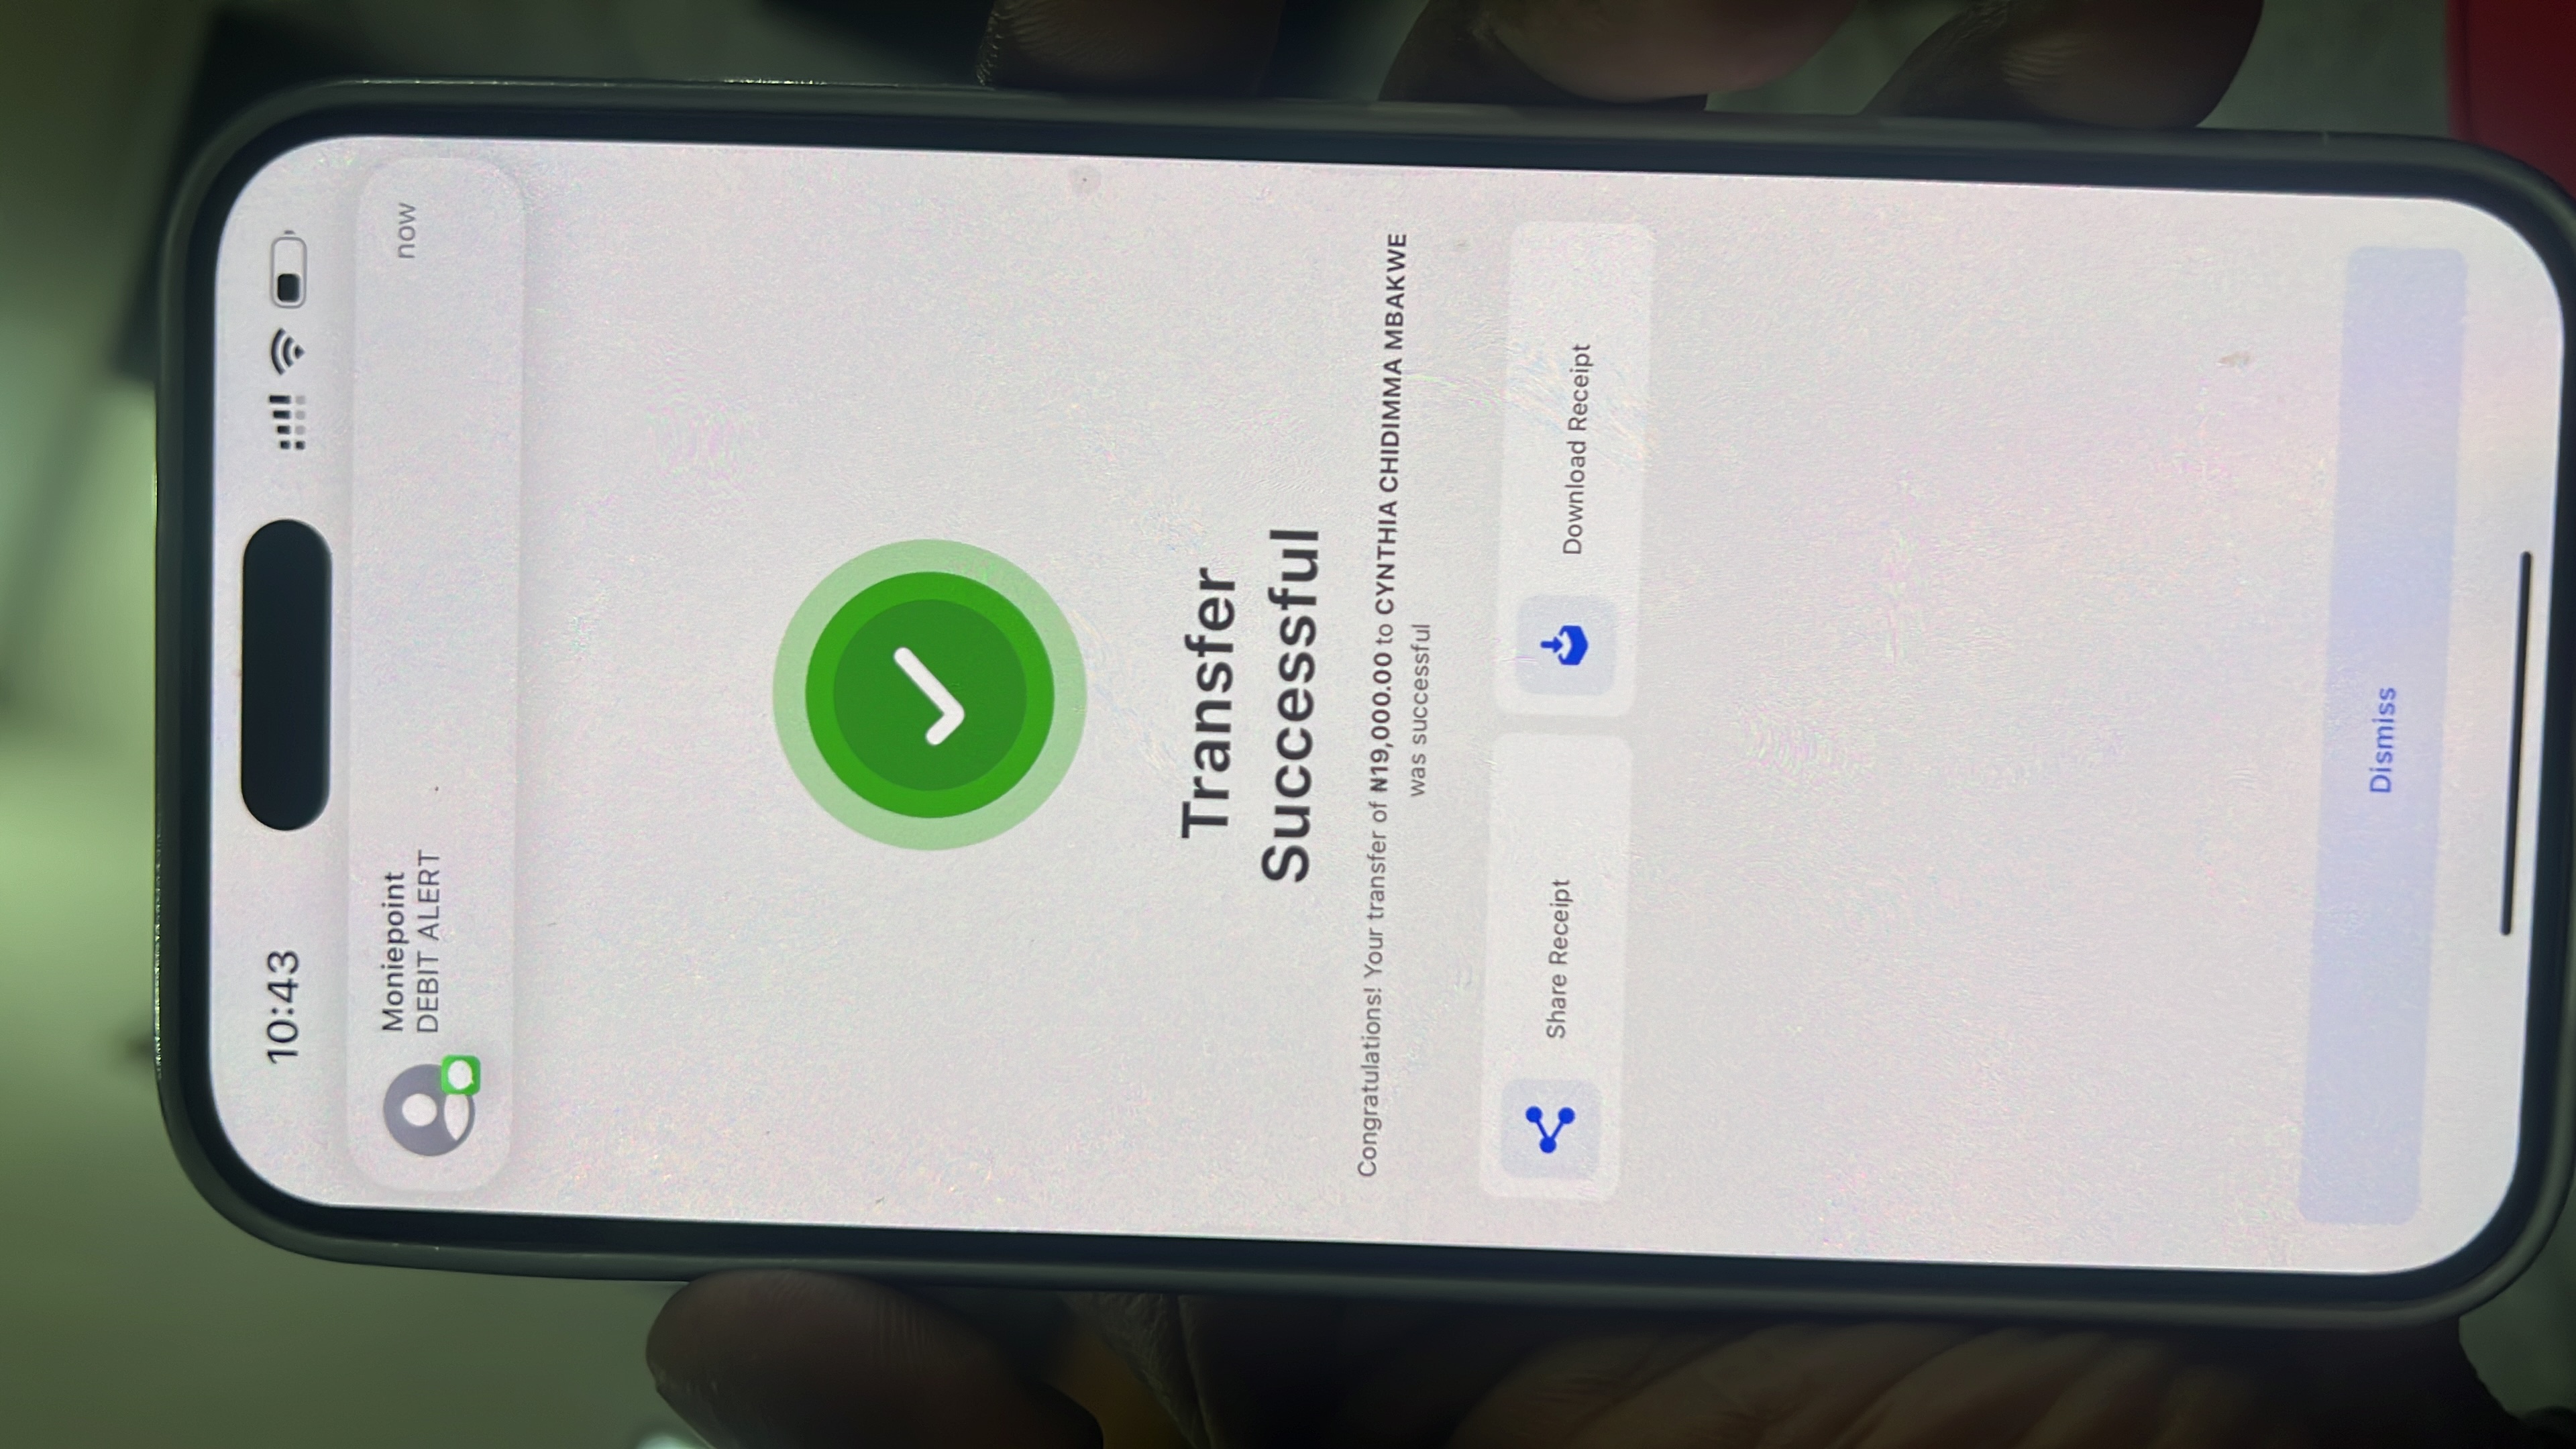 10:43
Moniepoint
now
DEBIT ALERT
Transfer
Successful
Congratulations! Your transfer of ₦19,000.00 to CYNTHIA CHIDIMMA MBAKWE
was successful
Share Receipt
Download Receipt
Dismiss